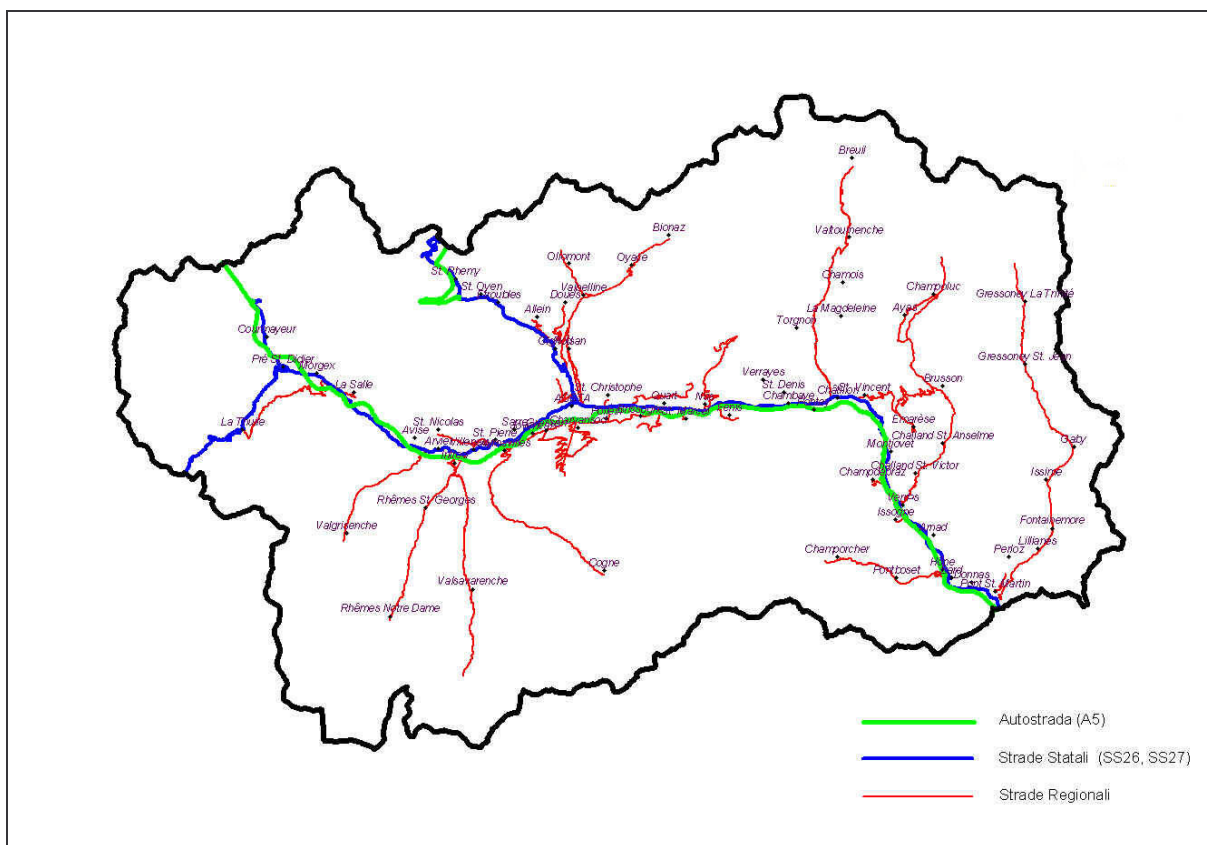 Breuil
Bionaz
Valtournenche
Ollomont
Oyace
St. Rhemy
Chamois
St. Oyen
Etroubles
Doues
Valpelline
Champoluc
Gressoney La Trinité
Allein
La Magdeleine
Ayas
Torgnon
Courmayeur
Gignod
Pré St. Didier
Morgex
Gressoney St. Jean
Verrayes
La Salle
St. Christophe
St. Denis
Brusson
Quart
Nus
Chambave
Châtillon
St. Vincent
AOSTA
Fenis
La Thuile
St. Nicolas
Sarre
Charvensod
Emarèse
Avise
St. Pierre
Challand St. Anselme
Gaby
Arvier
Montjovet
Introd
Challand St. Victor
Champdepraz
Issime
Rhêmes St. Georges
Verrès
Issogne
Valgrisenche
Arnad
Fontainemore
Lillianes
Champorcher
Perloz
Cogne
Hône
Pontboset
Bard
Donnas
Valsavarenche
Pont St. Martin
Rhêmes Notre Dame
Autostrada (A5)
Strade Statali (SS26, SS27)
Strade Regionali